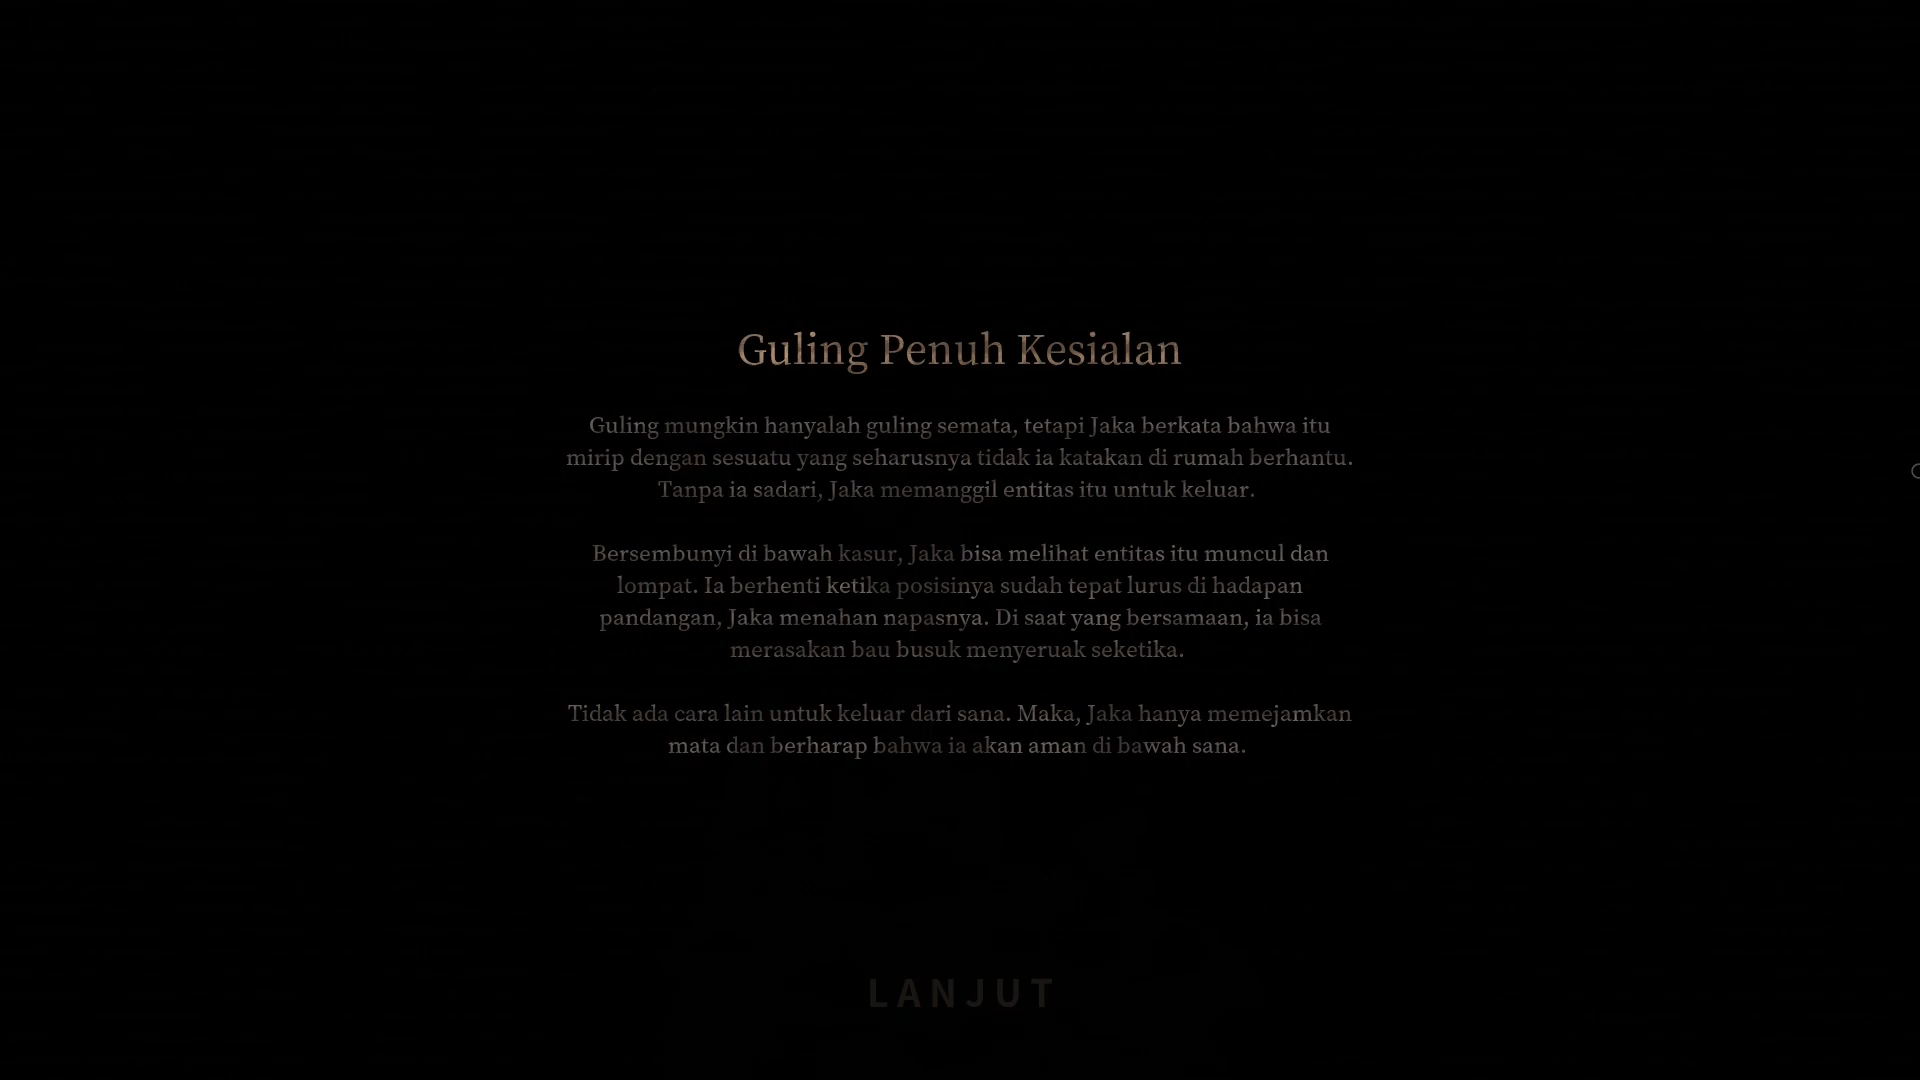 Guling Penuh Kesialan
Guling mungkin hanyalah guling semata, tetapi Jaka berkata bahwa itu
mirip dengan sesuatu yang seharusnya tidak ia katakan di rumah berhantu.
Tanpa ia sadari, Jaka memanggil entitas itu untuk keluar.
Bersembunyi di bawah kasur, Jaka bisa melihat entitas itu muncul dan
lompat. Ia berhenti ketika posisinya sudah tepat lurus di hadapan
pandangan, Jaka menahan napasnya. Di saat yang bersamaan, ia bisa
merasakan bau busuk menyeruak seketika.
Tidak ada cara lain untuk keluar dari sana. Maka, Jaka hanya memejamkan
mata dan berharap bahwa ia akan aman di bawah sana.
LANJUT